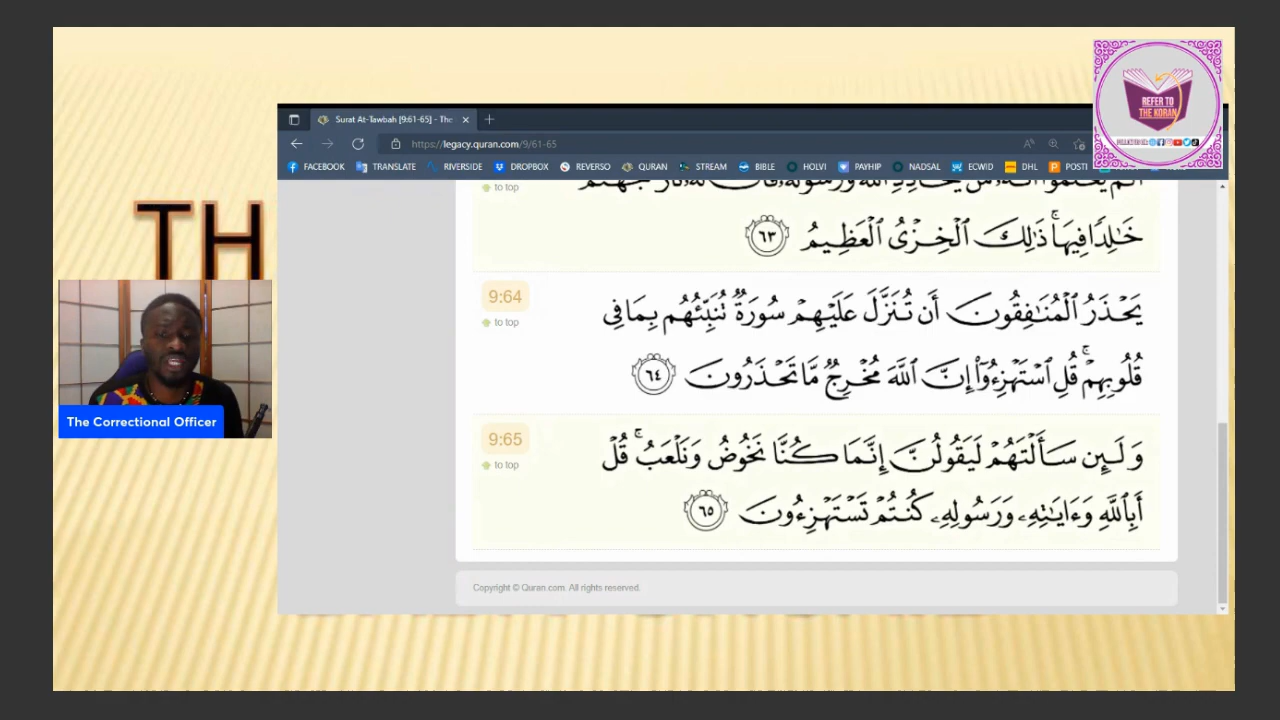 REFER TO
THE KORAN
Surat At-Tawbah [9:61-65] - The
https://legacy.quran.com/9/61-65
FACEBOOK TRANSLATE RIVERSIDE DROPBOX REVERSO QURAN STREAM BIBLE HOLVI PAYHIP NADSAL ECWID DHL POSTI
TH
to top
خَٰلِدًا فِيهَا ۚ ذَٰلِكَ ٱلْخِزْىُ ٱلْعَظِيمُ ٦٣
9:64
to top
يَحْذَرُ ٱلْمُنَٰفِقُونَ أَن تُنَزَّلَ عَلَيْهِمْ سُورَةٌ تُنَبِّئُهُم بِمَا فِى
قُلُوبِهِمْ ۚ قُلِ ٱسْتَهْزِءُوٓا۟ إِنَّ ٱللَّهَ مُخْرِجٌ مَّا تَحْذَرُونَ ٦٤
9:65
to top
وَلَئِن سَأَلْتَهُمْ لَيَقُولُنَّ إِنَّمَا كُنَّا نَخُوضُ وَنَلْعَبُ ۚ قُلْ
أَبِٱللَّهِ وَءَايَٰتِهِۦ وَرَسُولِهِۦ كُنتُمْ تَسْتَهْزِءُونَ ٦٥
The Correctional Officer
Copyright © Quran.com. All rights reserved.